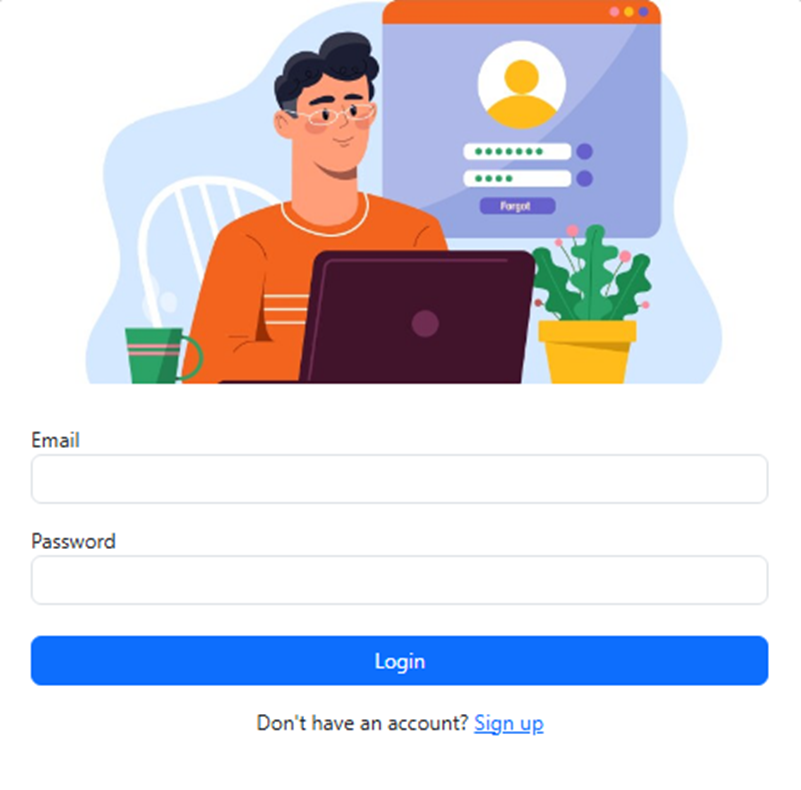 Forgot
Email
Password
Login
Don't have an account? Sign up